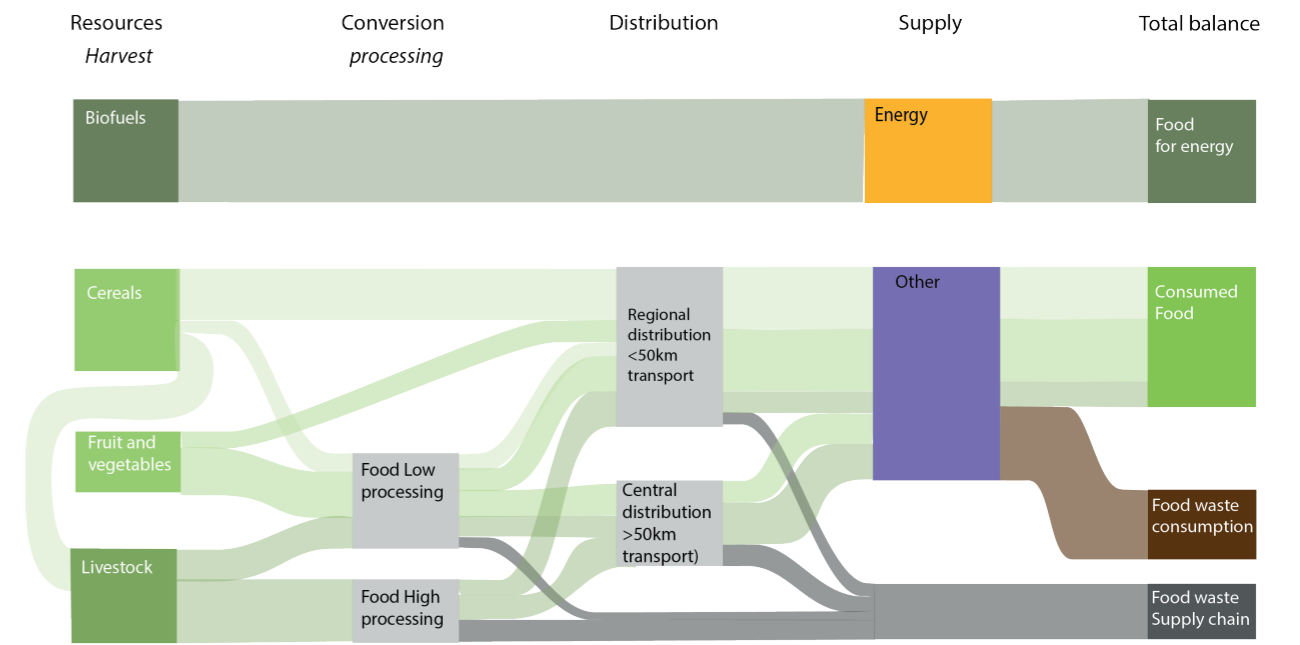 Resources
Harvest
Conversion
processing
Distribution
Supply
Total balance
Biofuels
Energy
Food
for energy
Cereals
Regional
distribution
<50km
transport
Other
Consumed
Food
Fruit and
vegetables
Food Low
processing
Central
distribution
>50km
transport)
Food waste
consumption
Livestock
Food High
processing
Food waste
Supply chain